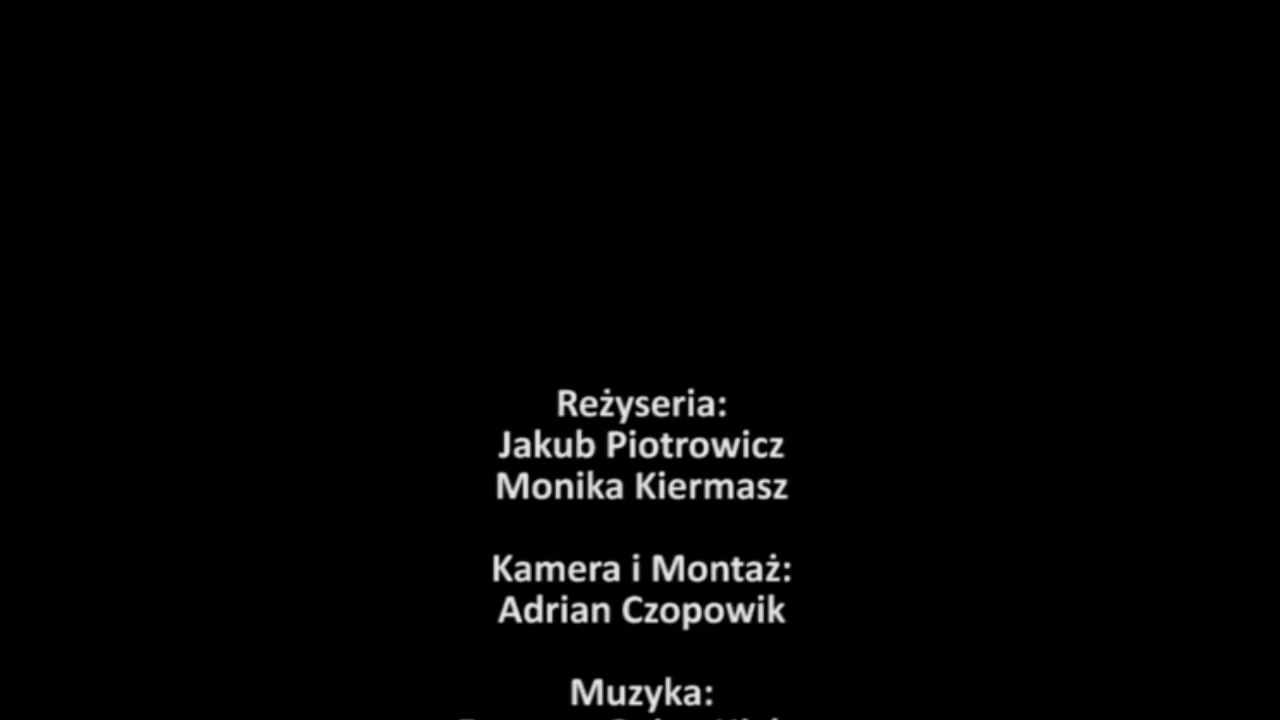 Reżyseria:
Jakub Piotrowicz
Monika Kiermasz
Kamera i Montaż:
Adrian Czopowik
Muzyka: